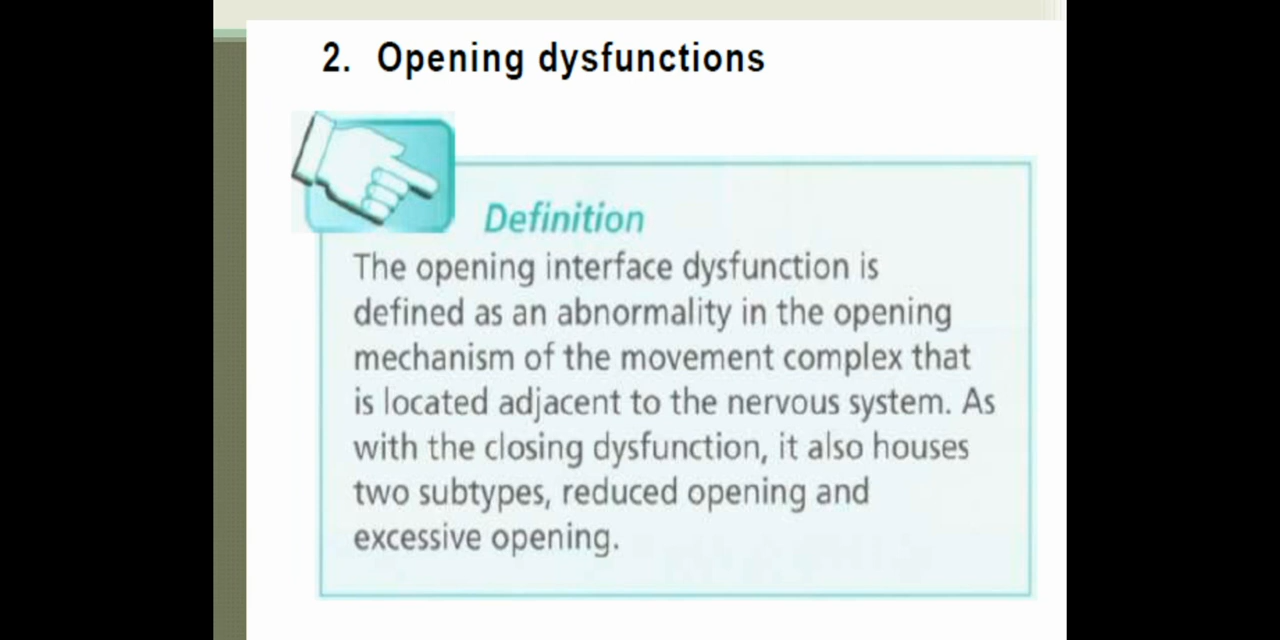 2. Opening dysfunctions
Definition
The opening interface dysfunction is
defined as an abnormality in the opening
mechanism of the movement complex that
is located adjacent to the nervous system. As
with the closing dysfunction, it also houses
two subtypes, reduced opening and
excessive opening.